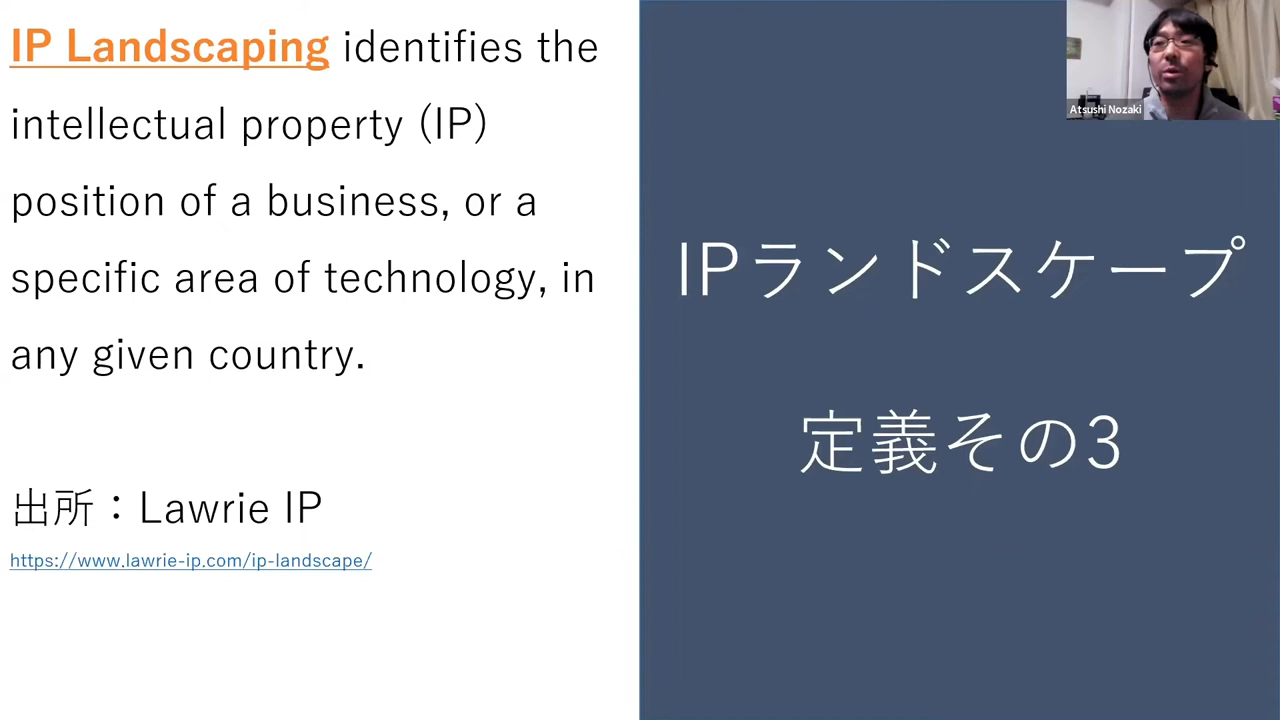 IP Landscaping identifies the
intellectual property (IP)
position of a business, or a
specific area of technology, in
any given country.
出所：Lawrie IP
https://www.lawrie-ip.com/ip-landscape/
Atsushi Nozaki
IPランドスケープ
定義その3